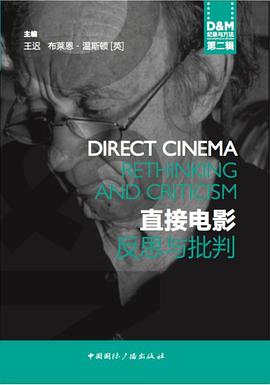 主编
王迟 布莱恩·温斯顿 [英]
D&M
纪录与方法
第二辑
DIRECT CINEMA
RETHINKING
AND CRITICISM
直接电影
反思与批判
中国国际广播出版社